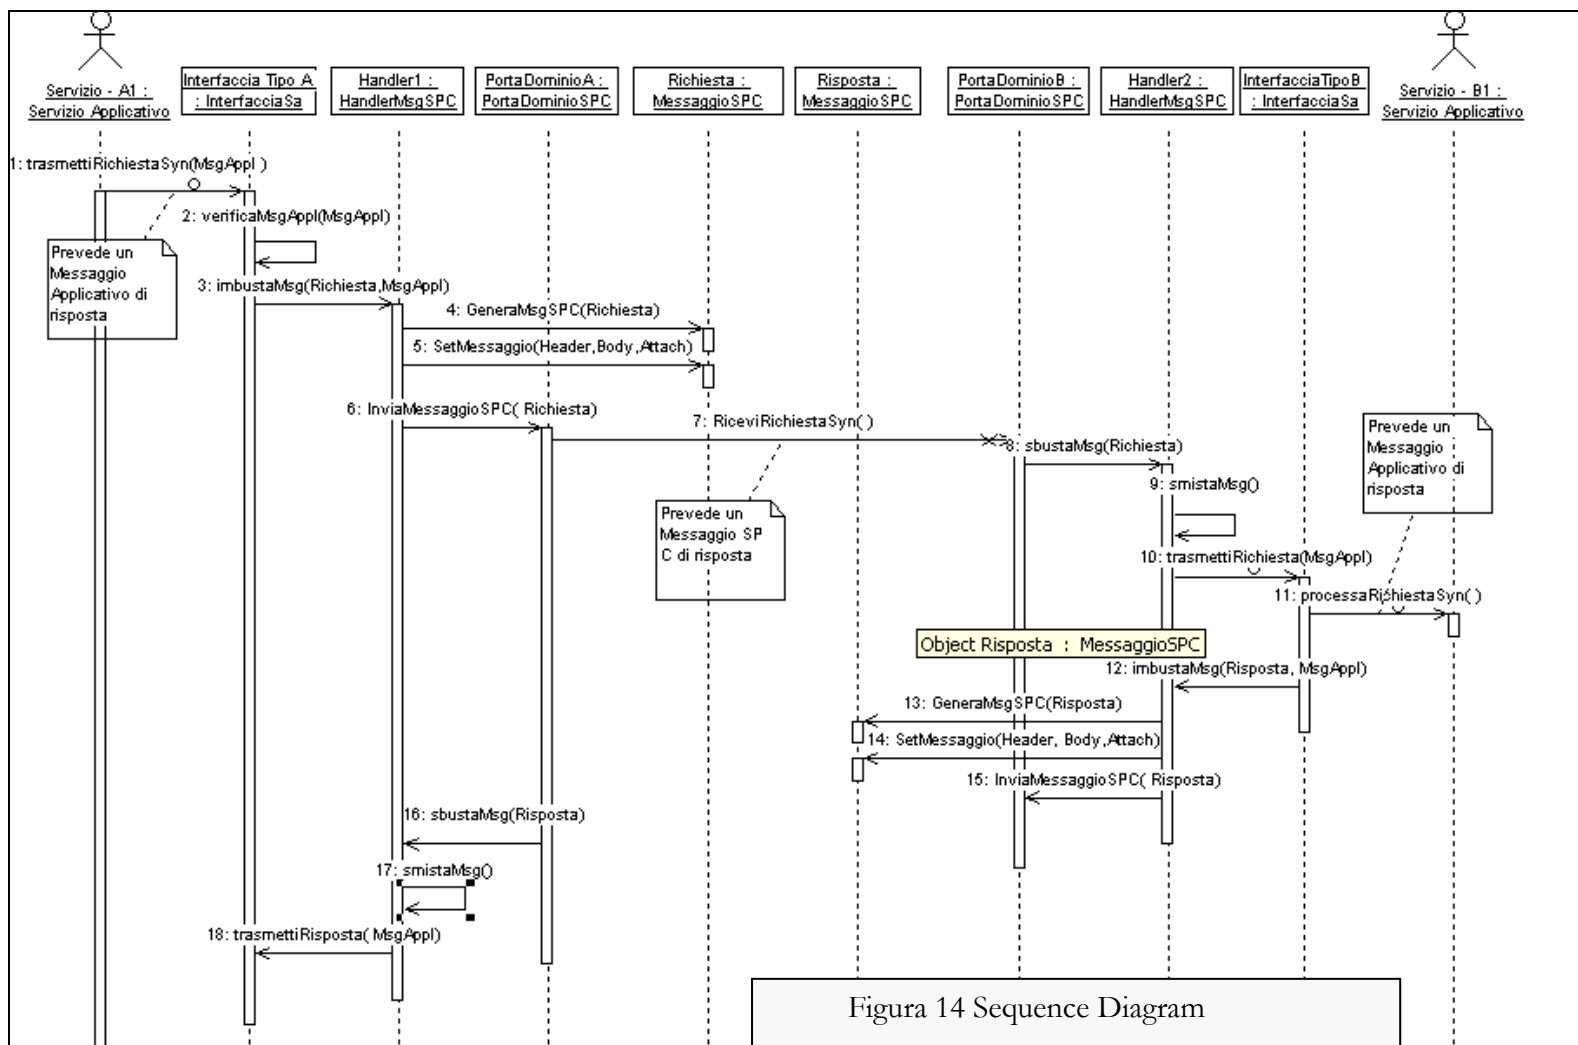 Servizio - A1 :
Servizio Applicativo
Interfaccia Tipo A
: InterfacciaSa
Handler1 :
HandlerMsgSPC
PortaDominioA :
PortaDominioSPC
Richiesta :
MessaggioSPC
Risposta :
MessaggioSPC
PortaDominioB :
PortaDominioSPC
Handler2 :
HandlerMsgSPC
InterfacciaTipoB
: InterfacciaSa
Servizio - B1 :
Servizio Applicativo
1: trasmettiRichiestaSyn(MsgAppl )
2: verificaMsgAppl(MsgAppl)
Prevede un
Messaggio
Applicativo di
risposta
3: imbustaMsg(Richiesta,MsgAppl)
4: GeneraMsgSPC(Richiesta)
5: SetMessaggio(Header,Body,Attach)
6: InviaMessaggioSPC( Richiesta)
7: RiceviRichiestaSyn( )
Prevede un
Messaggio SP
C di risposta
8: sbustaMsg(Richiesta)
9: smistaMsg()
Prevede un
Messaggio
Applicativo di
risposta
10: trasmettiRichiesta(MsgAppl)
11: processaRichiestaSyn( )
Object Risposta : MessaggioSPC
12: imbustaMsg(Risposta, MsgAppl)
13: GeneraMsgSPC(Risposta)
14: SetMessaggio(Header, Body,Attach)
15: InviaMessaggioSPC( Risposta)
16: sbustaMsg(Risposta)
17: smistaMsg()
18: trasmettiRisposta( MsgAppl)
Figura 14 Sequence Diagram